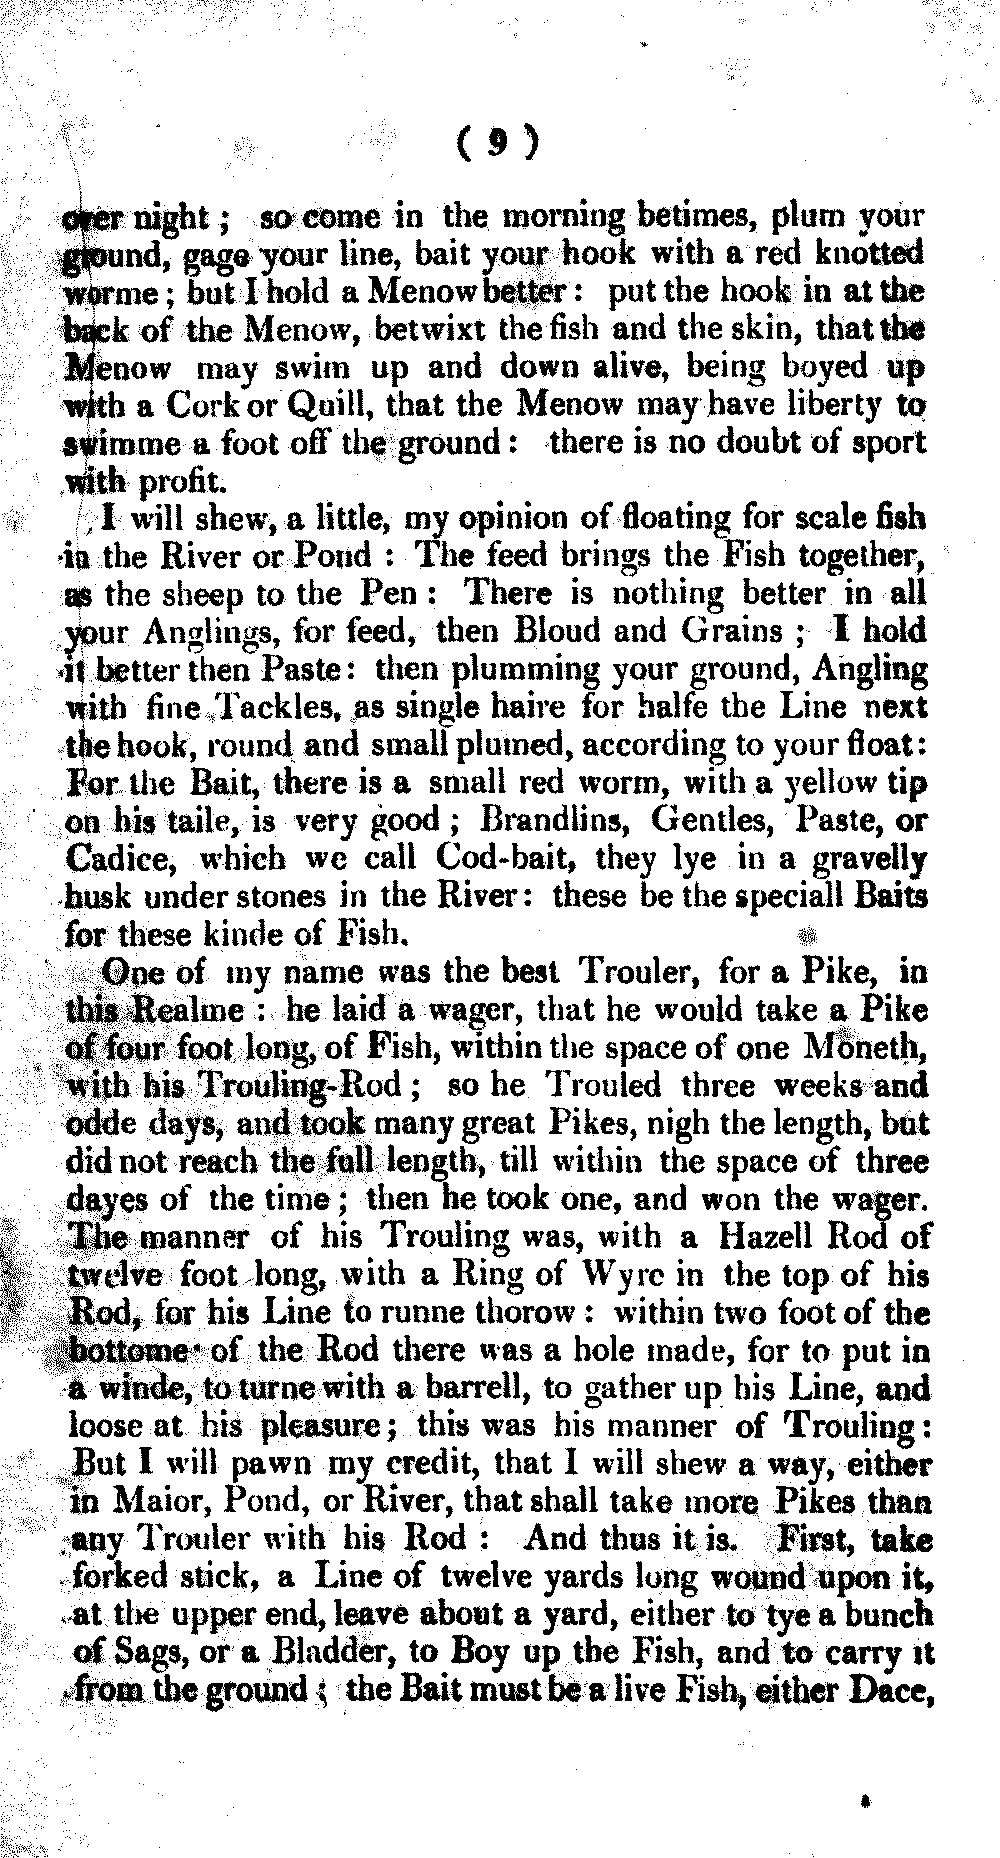 ( 9 )
over night ; so come in the morning betimes, plum your
ground, gage your line, bait your hook with a red knotted
worme ; but I hold a Menow better : put the hook in at the
back of the Menow, betwixt the fish and the skin, that the
Menow may swim up and down alive, being boyed up
with a Cork or Quill, that the Menow may have liberty to
swimme a foot off the ground : there is no doubt of sport
with profit.
I will shew, a little, my opinion of floating for scale fish
in the River or Pond : The feed brings the Fish together,
as the sheep to the Pen : There is nothing better in all
your Anglings, for feed, then Bloud and Grains ; I hold
it better then Paste : then plumming your ground, Angling
with fine Tackles, as single haire for halfe the Line next
the hook, round and small plumed, according to your float :
For the Bait, there is a small red worm, with a yellow tip
on his taile, is very good ; Brandlins, Gentles, Paste, or
Cadice, which we call Cod-bait, they lye in a gravelly
husk under stones in the River : these be the speciall Baits
for these kinde of Fish.
One of my name was the best Trouler, for a Pike, in
this Realme : he laid a wager, that he would take a Pike
of four foot long, of Fish, within the space of one Moneth,
with his Trouling-Rod ; so he Trouled three weeks and
odde days, and took many great Pikes, nigh the length, but
did not reach the full length, till within the space of three
dayes of the time ; then he took one, and won the wager.
The manner of his Trouling was, with a Hazell Rod of
twelve foot long, with a Ring of Wyre in the top of his
Rod, for his Line to runne thorow : within two foot of the
bottome of the Rod there was a hole made, for to put in
a winde, to turne with a barrell, to gather up his Line, and
loose at his pleasure ; this was his manner of Trouling :
But I will pawn my credit, that I will shew a way, either
in Maior, Pond, or River, that shall take more Pikes than
any Trouler with his Rod : And thus it is. First, take
forked stick, a Line of twelve yards long wound upon it,
at the upper end, leave about a yard, either to tye a bunch
of Sags, or a Bladder, to Boy up the Fish, and to carry it
from the ground ; the Bait must be a live Fish, either Dace,